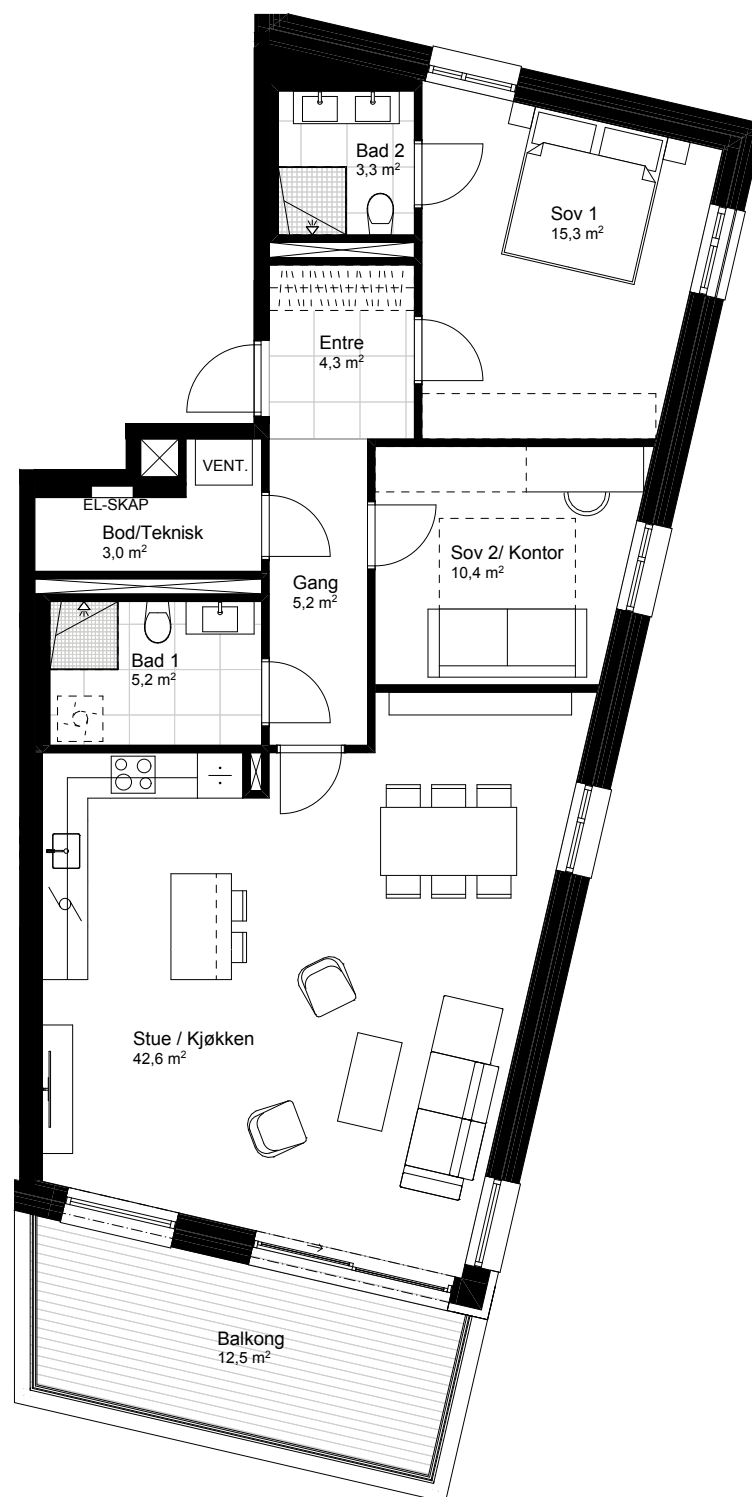 Bad 2
3,3 m²
Sov 1
15,3 m²
Entre
4,3 m²
VENT.
EL-SKAP
Bod/Teknisk
3,0 m²
Sov 2/ Kontor
10,4 m²
Gang
5,2 m²
Bad 1
5,2 m²
Stue / Kjøkken
42,6 m²
Balkong
12,5 m²